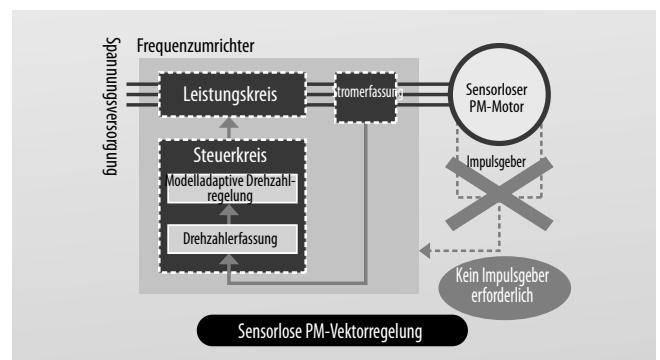 Frequenzumrichter
Spannungsversorgung
Leistungskreis
Stromerfassung
Sensorloser
PM-Motor
Steuerkreis
Modelladaptive Drehzahl-
regelung
Drehzahlerfassung
Impulsgeber
Kein Impulsgeber
erforderlich
Sensorlose PM-Vektorregelung